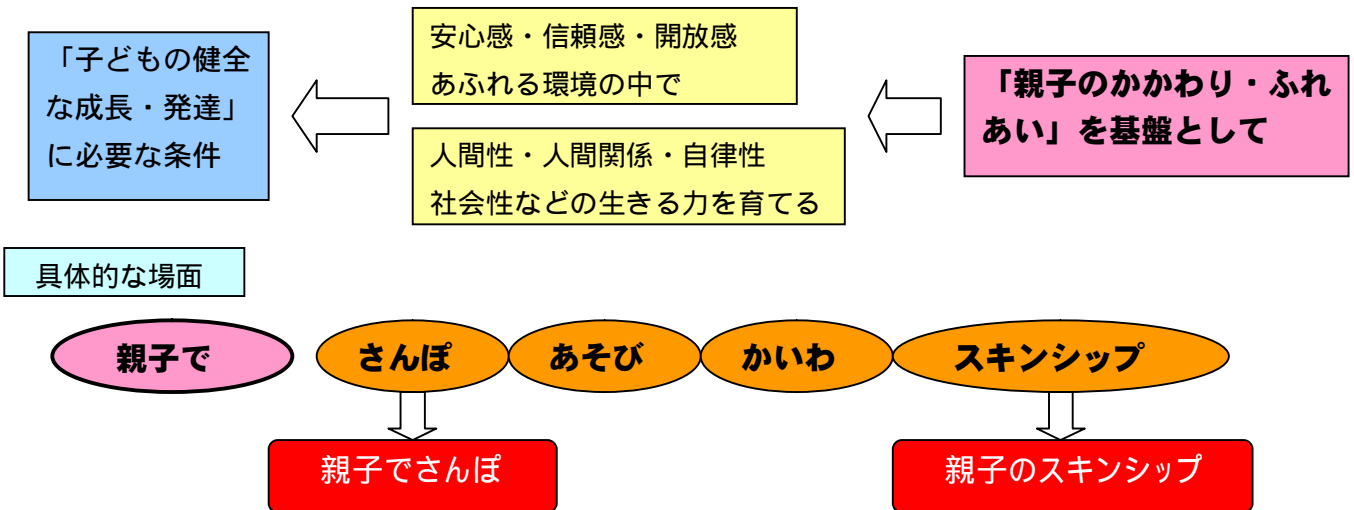 「子どもの健全
な成長・発達」
に必要な条件
安心感・信頼感・開放感
あふれる環境の中で
人間性・人間関係・自律性
社会性などの生きる力を育てる
「親子のかかわり・ふれ
あい」を基盤として
具体的な場面
親子で
さんぽ
あそび
かいわ
スキンシップ
親子でさんぽ
親子のスキンシップ